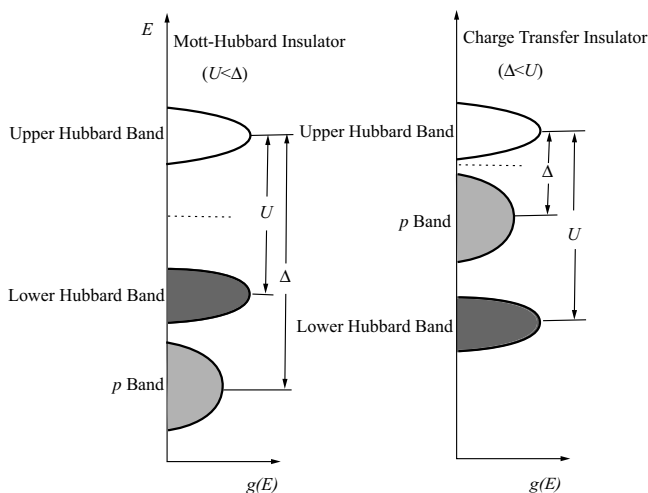 E
Mott-Hubbard Insulator
(U<Δ)
Upper Hubbard Band
U
Δ
Lower Hubbard Band
p Band
g(E)
E
Charge Transfer Insulator
(Δ<U)
Upper Hubbard Band
Δ
p Band
U
Lower Hubbard Band
g(E)